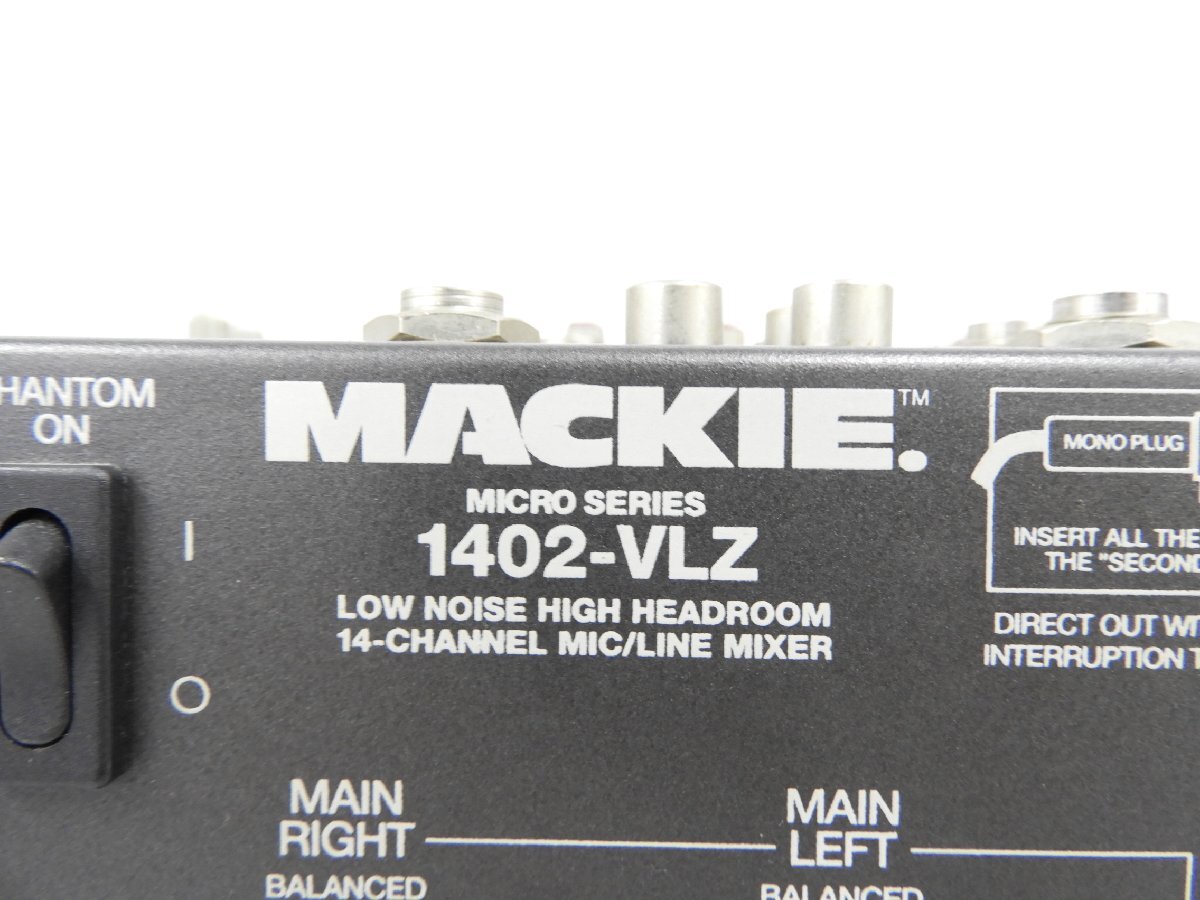 HANTOM
ON
MACKIE.™
MICRO SERIES
1402-VLZ
LOW NOISE HIGH HEADROOM
14-CHANNEL MIC/LINE MIXER
I
O
MONO PLUG
INSERT ALL THE
THE "SECOND
DIRECT OUT WIT
INTERRUPTION T
MAIN
RIGHT
BALANCED
MAIN
LEFT
BALANCED